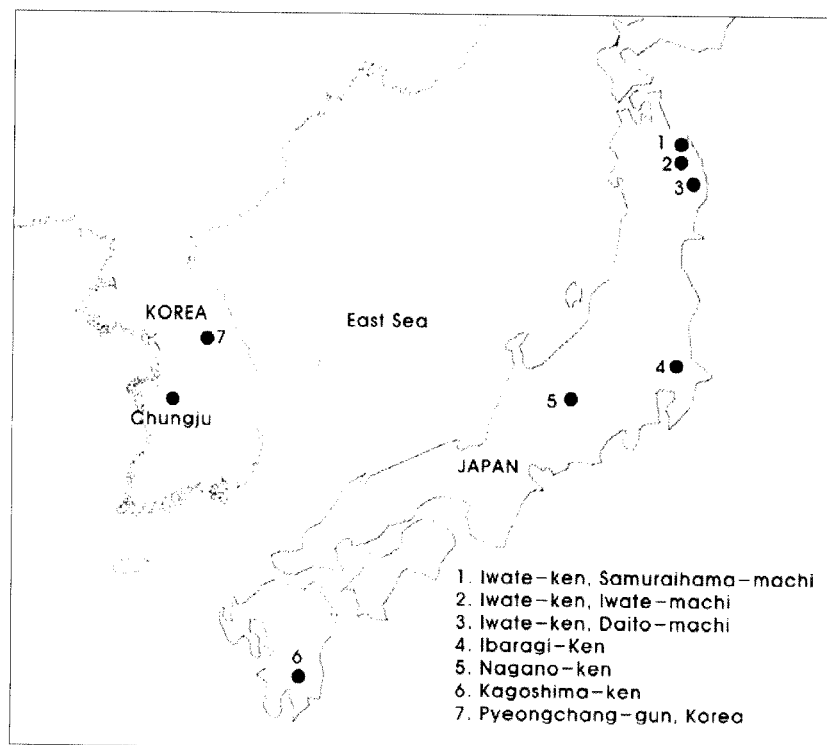 1
2
3
KOREA
7
East Sea
4
5
Chungju
JAPAN
6
1. Iwate-ken, Samuraihama-machi
2. Iwate-ken, Iwate-machi
3. Iwate-ken, Daito-machi
4. Ibaragi-Ken
5. Nagano-ken
6. Kagoshima-ken
7. Pyeongchang-gun, Korea